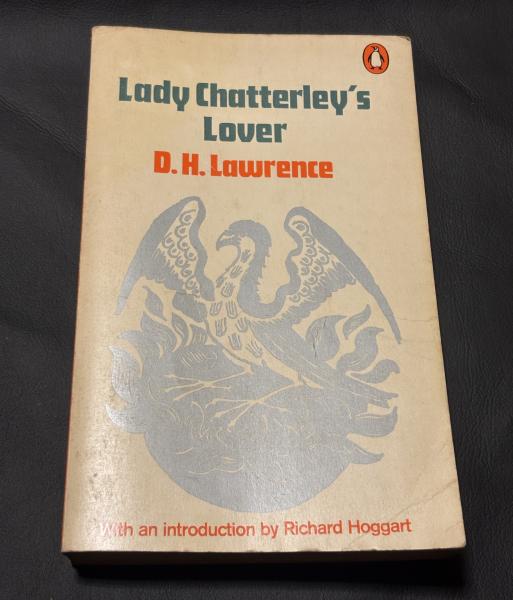 Lady Chatterley's
Lover
D. H. Lawrence
With an introduction by Richard Hoggart